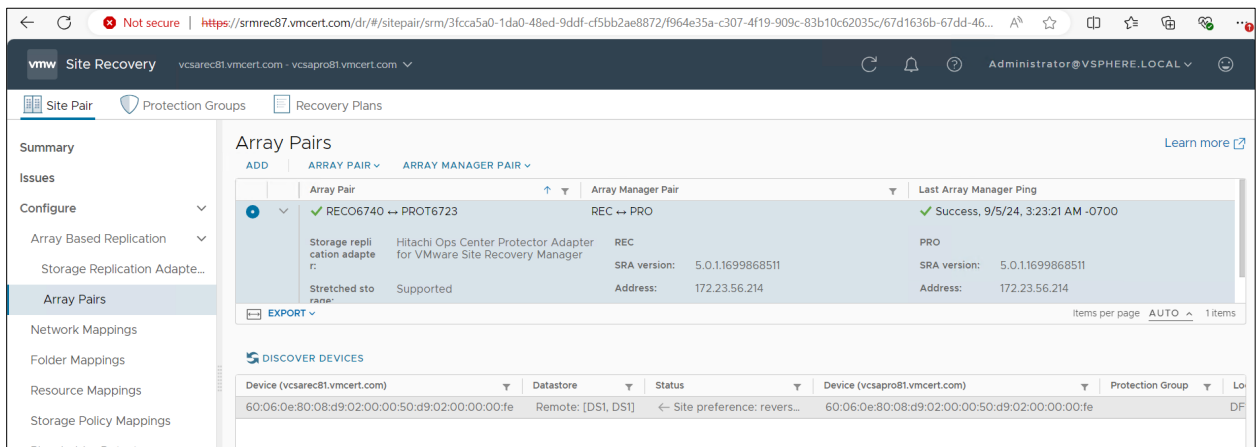 Not secure | https://srmrec87.vmcert.com/dr/#/sitepair/srm/3fcca5a0-1da0-48ed-9ddf-cf5bb2ae8872/f964e35a-c307-4f19-909c-83b10c62035c/67d1636b-67dd-46...
vmw Site Recovery vcsarec81.vmcert.com - vcsapro81.vmcert.com Administrator@VSPHERE.LOCAL
Site Pair Protection Groups Recovery Plans
Summary
Issues
Configure
Array Based Replication
Storage Replication Adapte...
Array Pairs
Network Mappings
Folder Mappings
Resource Mappings
Storage Policy Mappings
Array Pairs Learn more
ADD ARRAY PAIR ARRAY MANAGER PAIR
Array Pair ↑ Array Manager Pair Last Array Manager Ping
RECO6740 ↔ PROT6723 REC ↔ PRO Success, 9/5/24, 3:23:21 AM -0700
Storage repli Hitachi Ops Center Protector Adapter REC PRO
cation adapte for VMware Site Recovery Manager
r: SRA version: 5.0.1.1699868511 SRA version: 5.0.1.1699868511
Stretched sto Supported Address: 172.23.56.214 Address: 172.23.56.214
rage:
EXPORT Items per page AUTO 1 items
DISCOVER DEVICES
Device (vcsarec81.vmcert.com) Datastore Status Device (vcsapro81.vmcert.com) Protection Group Lo
60:06:0e:80:08:d9:02:00:00:50:d9:02:00:00:00:fe Remote: [DS1, DS1] ← Site preference: revers... 60:06:0e:80:08:d9:02:00:00:50:d9:02:00:00:00:fe DF